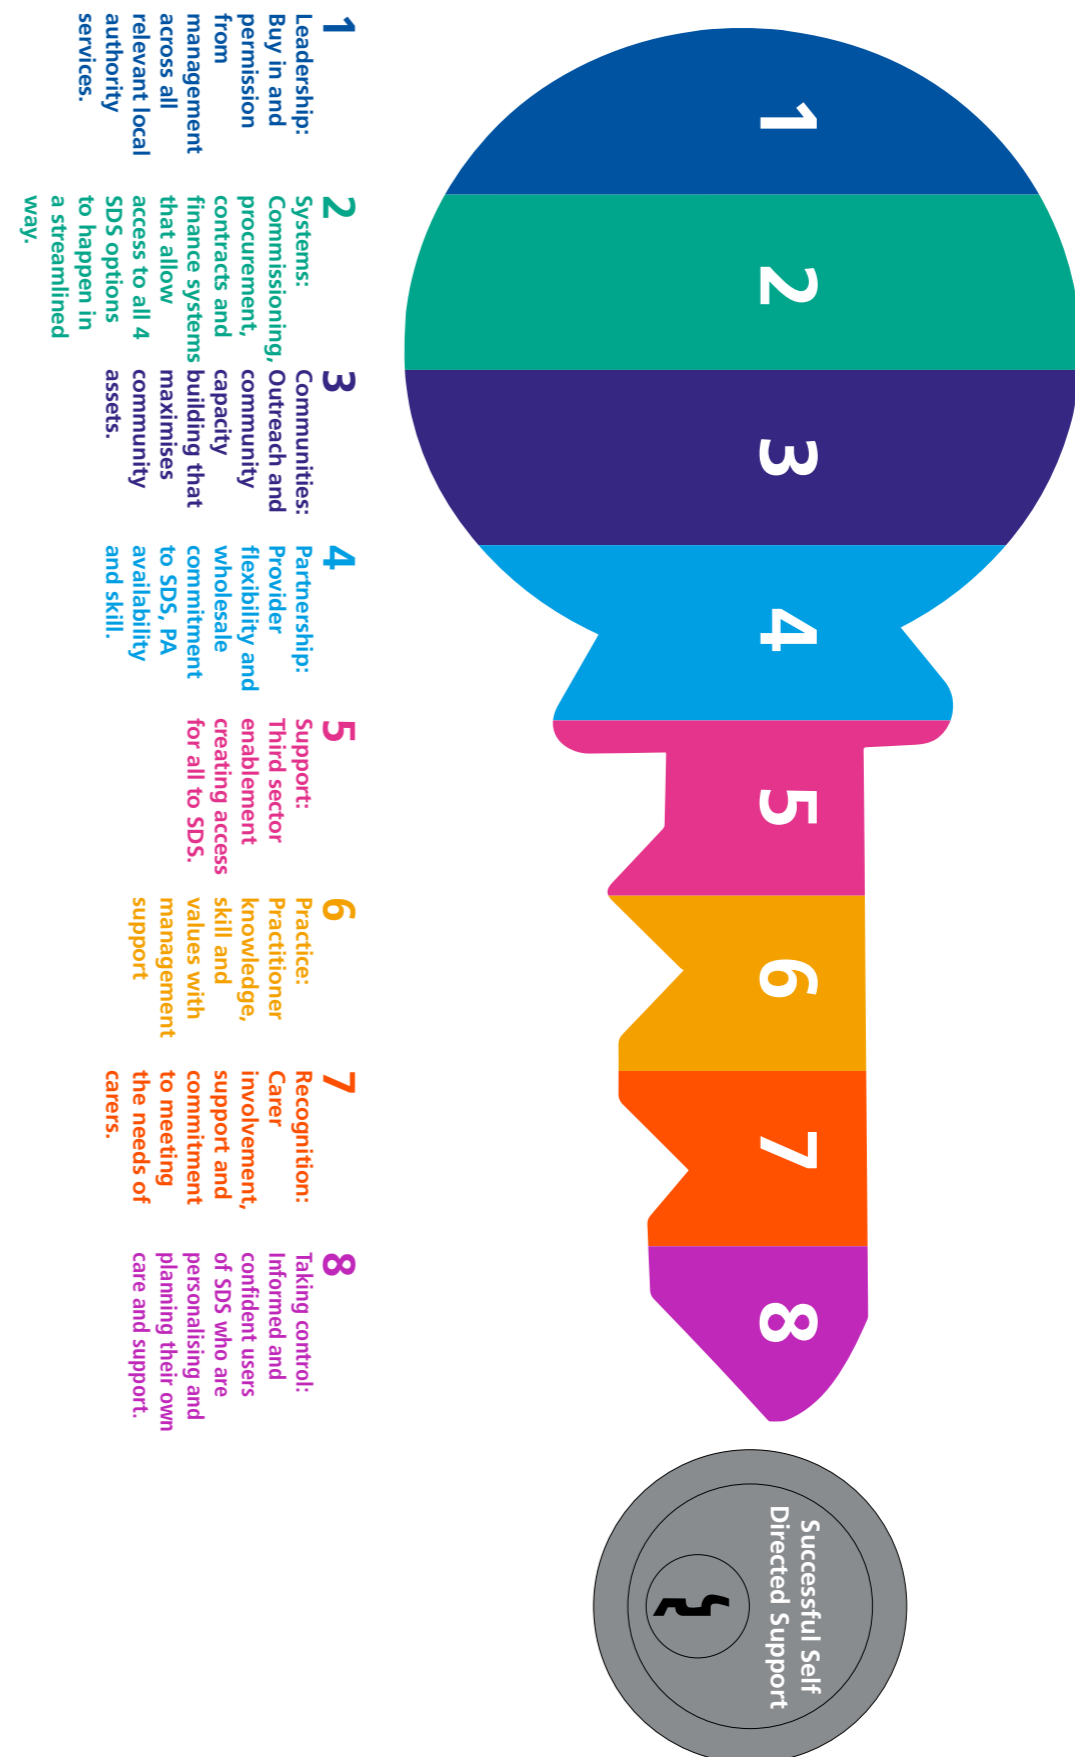 1
2
3
4
5
6
7
8
Successful Self
Directed Support
1
Leadership:
Buy in and
permission
from
management
across all
relevant local
authority
services.
2
Systems:
Commissioning,
procurement,
contracts and
finance systems
that allow
access to all 4
SDS options
to happen in
a streamlined
way.
3
Communities:
Outreach and
community
capacity
building that
maximises
community
assets.
4
Partnership:
Provider
flexibility and
wholesale
commitment
to SDS, PA
availability
and skill.
5
Support:
Third sector
enablement
creating access
for all to SDS.
6
Practice:
Practitioner
knowledge,
skill and
values with
management
support
7
Recognition:
Carer
involvement,
support and
commitment
to meeting
the needs of
carers.
8
Taking control:
Informed and
confident users
of SDS who are
personalising and
planning their own
care and support.